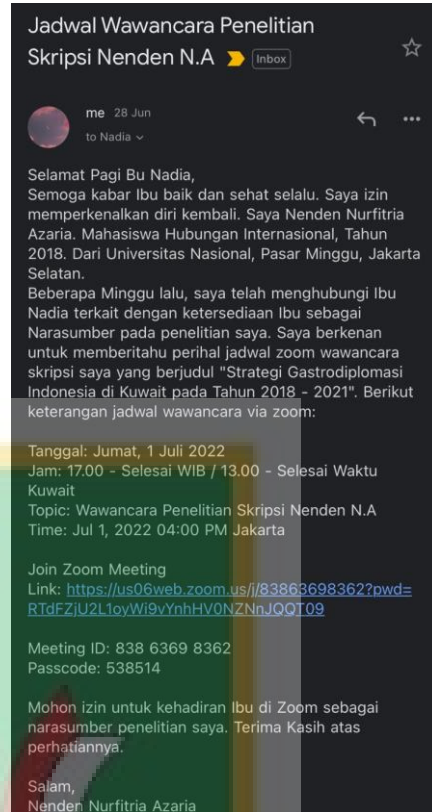 Jadwal Wawancara Penelitian
Skripsi Nenden N.A Inbox
me 28 Jun
to Nadia
Selamat Pagi Bu Nadia,
Semoga kabar Ibu baik dan sehat selalu. Saya izin
memperkenalkan diri kembali. Saya Nenden Nurfitria
Azaria. Mahasiswa Hubungan Internasional, Tahun
2018. Dari Universitas Nasional, Pasar Minggu, Jakarta
Selatan.
Beberapa Minggu lalu, saya telah menghubungi Ibu
Nadia terkait dengan ketersediaan Ibu sebagai
Narasumber pada penelitian saya. Saya berkenan
untuk memberitahu perihal jadwal zoom wawancara
skripsi saya yang berjudul "Strategi Gastrodiplomasi
Indonesia di Kuwait pada Tahun 2018 - 2021". Berikut
keterangan jadwal wawancara via zoom:
Tanggal: Jumat, 1 Juli 2022
Jam: 17.00 - Selesai WIB / 13.00 - Selesai Waktu
Kuwait
Topic: Wawancara Penelitian Skripsi Nenden N.A
Time: Jul 1, 2022 04:00 PM Jakarta
Join Zoom Meeting
Link: https://us06web.zoom.us/j/83863698362?pwd=
RTdFZjU2L1oyWi9vYnhHV0NZNnJQQT09
Meeting ID: 838 6369 8362
Passcode: 538514
Mohon izin untuk kehadiran Ibu di Zoom sebagai
narasumber penelitian saya. Terima Kasih atas
perhatiannya.
Salam,
Nenden Nurfitria Azaria